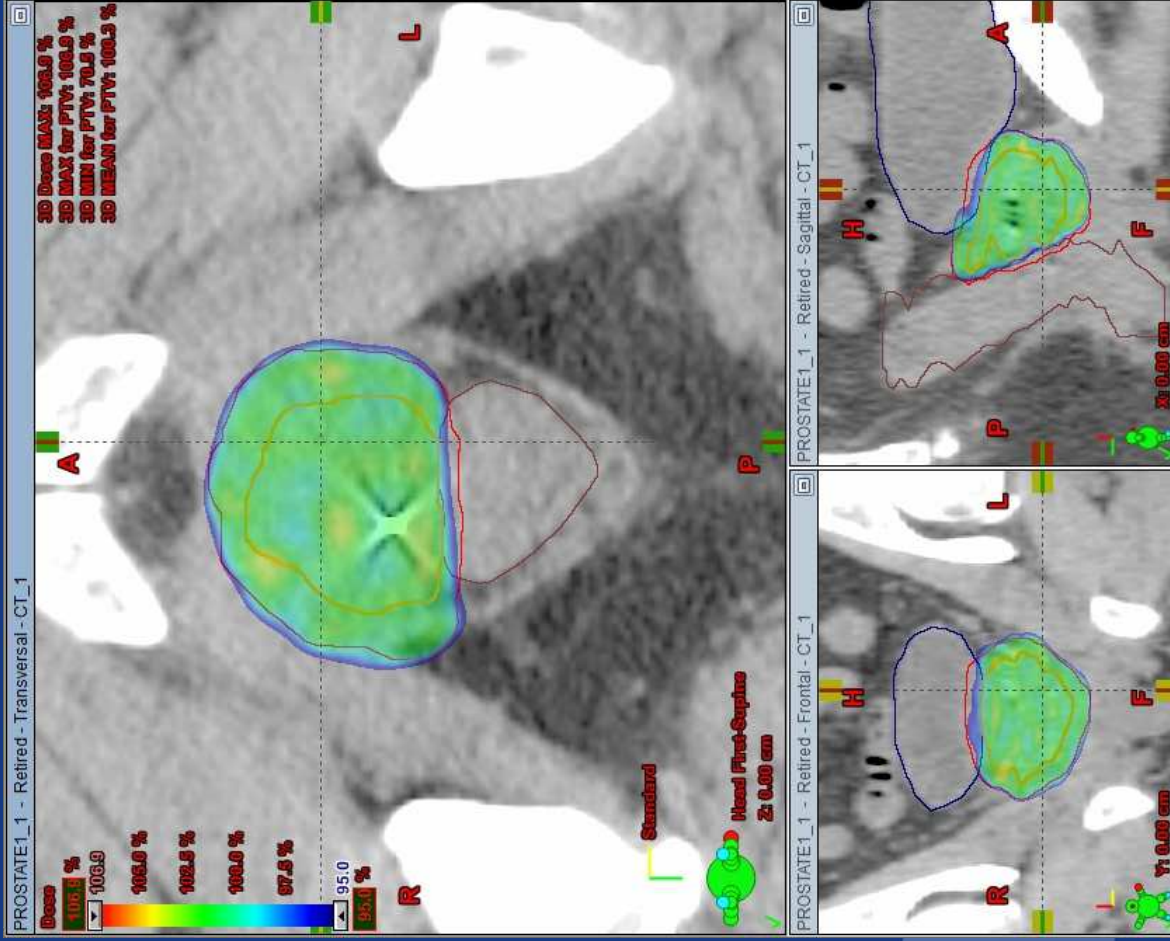 PROSTATE1_1 - Retired - Transversal - CT_1
Dose
106.9 %
106.9
105.0 %
102.5 %
100.0 %
97.5 %
95.0
95.0 %
3D Dose MAX: 106.9 %
3D MAX for PTV: 106.9 %
3D MIN for PTV: 70.5 %
3D MEAN for PTV: 100.3 %
A
R
L
P
Standard
Head First-Supine
Z: 0.00 cm
PROSTATE1_1 - Retired - Frontal - CT_1
H
R
L
F
Y: 0.00 cm
PROSTATE1_1 - Retired - Sagittal - CT_1
H
P
A
F
X: 0.00 cm